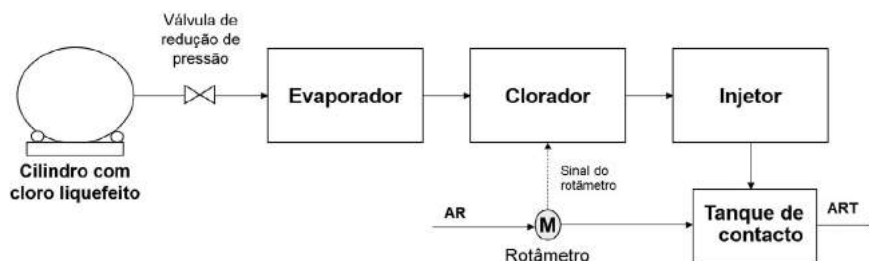 Válvula de
redução de
pressão
Evaporador
Clorador
Injetor
Cilindro com
cloro liquefeito
Sinal do
rotâmetro
AR
M
Rotâmetro
Tanque de
contacto
ART